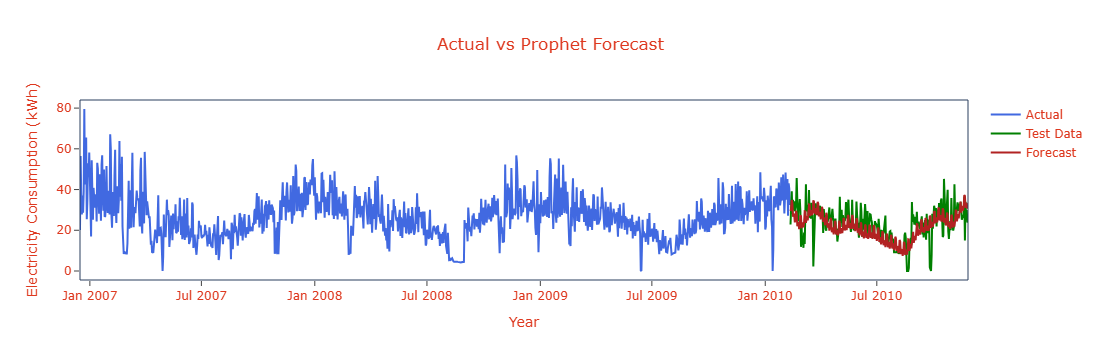 Actual vs Prophet Forecast
Electricity Consumption (kWh)
80
60
40
20
0
Jan 2007
Jul 2007
Jan 2008
Jul 2008
Jan 2009
Jul 2009
Jan 2010
Jul 2010
Year
Actual
Test Data
Forecast